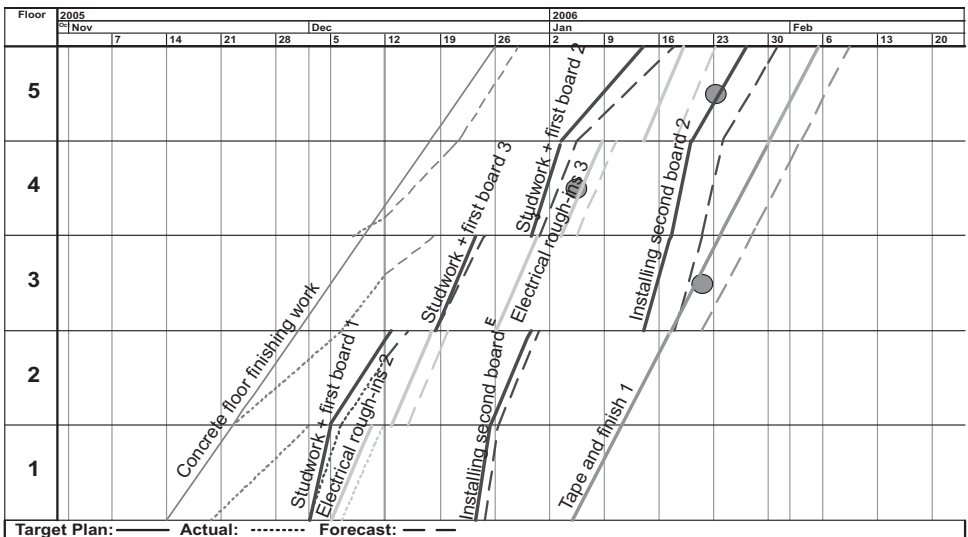 Floor 2005 2006
Oc Nov Dec Jan Feb
7 14 21 28 5 12 19 26 2 9 16 23 30 6 13 20
5
4
3
2
1
Concrete floor finishing work
Studwork + first board 1
Electrical rough-ins 2
Studwork + first board 3
Installing second board E
Studwork + first board 2
Electrical rough-ins 3
Installing second board 2
Tape and finish 1
Target Plan: Actual: Forecast: